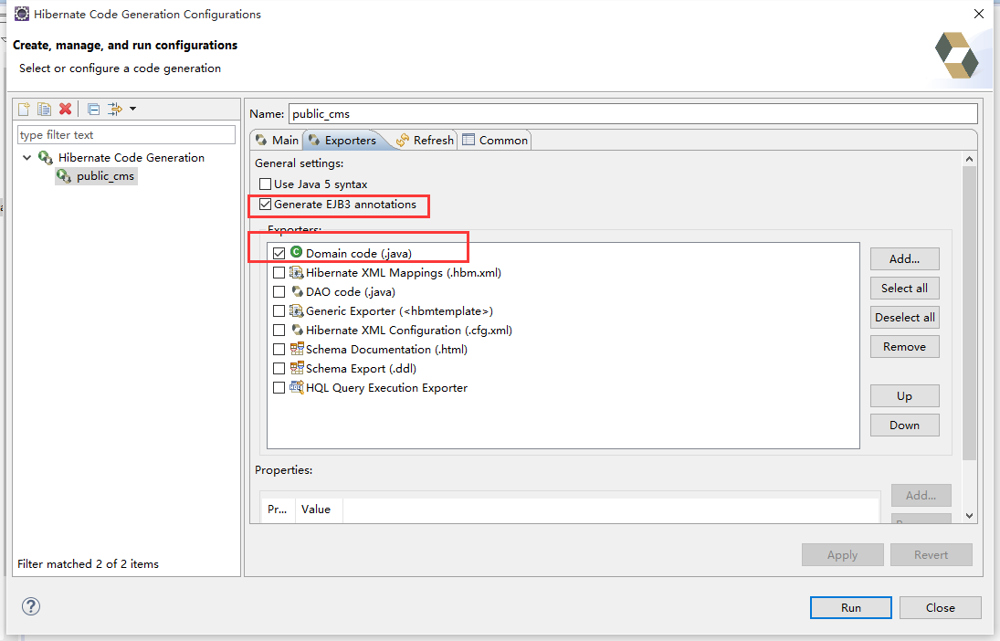 Hibernate Code Generation Configurations
Create, manage, and run configurations
Select or configure a code generation
type filter text
Hibernate Code Generation
public_cms
Filter matched 2 of 2 items
Name: public_cms
Main Exporters Refresh Common
General settings:
Use Java 5 syntax
Generate EJB3 annotations
Exporters:
Domain code (.java)
Hibernate XML Mappings (.hbm.xml)
DAO code (.java)
Generic Exporter (<hbmtemplate>)
Hibernate XML Configuration (.cfg.xml)
Schema Documentation (.html)
Schema Export (.ddl)
HQL Query Execution Exporter
Add...
Select all
Deselect all
Remove
Up
Down
Properties:
Pr... Value
Add...
Apply Revert
Run Close